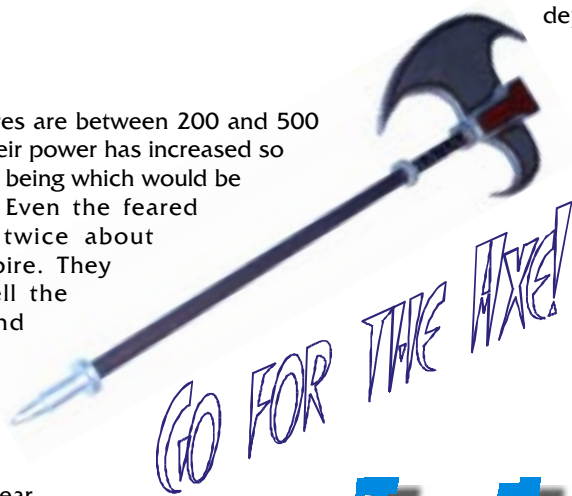 de
res are between 200 and 500
eir power has increased so
being which would be
Even the feared
twice about
pire. They
ell the
nd
GO FOR THE AXE!
ear